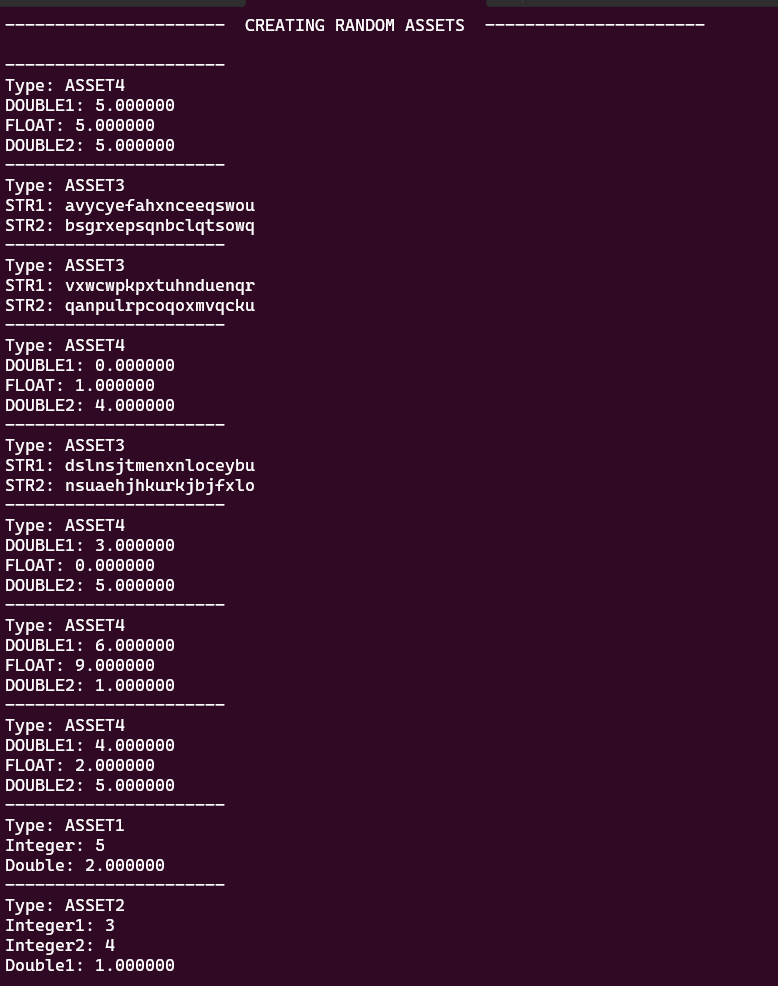 ---------------------- CREATING RANDOM ASSETS ----------------------
----------------------
Type: ASSET4
DOUBLE1: 5.000000
FLOAT: 5.000000
DOUBLE2: 5.000000
----------------------
Type: ASSET3
STR1: avycyefahxnceeqswou
STR2: bsgrxepsqnbclqtsowq
----------------------
Type: ASSET3
STR1: vxwcwpkpxtuhnduenqr
STR2: qanpulrpcoqoxmvqcku
----------------------
Type: ASSET4
DOUBLE1: 0.000000
FLOAT: 1.000000
DOUBLE2: 4.000000
----------------------
Type: ASSET3
STR1: dslnsjtmenxnloceybu
STR2: nsuaehjhkurkjbjfxlo
----------------------
Type: ASSET4
DOUBLE1: 3.000000
FLOAT: 0.000000
DOUBLE2: 5.000000
----------------------
Type: ASSET4
DOUBLE1: 6.000000
FLOAT: 9.000000
DOUBLE2: 1.000000
----------------------
Type: ASSET4
DOUBLE1: 4.000000
FLOAT: 2.000000
DOUBLE2: 5.000000
----------------------
Type: ASSET1
Integer: 5
Double: 2.000000
----------------------
Type: ASSET2
Integer1: 3
Integer2: 4
Double1: 1.000000